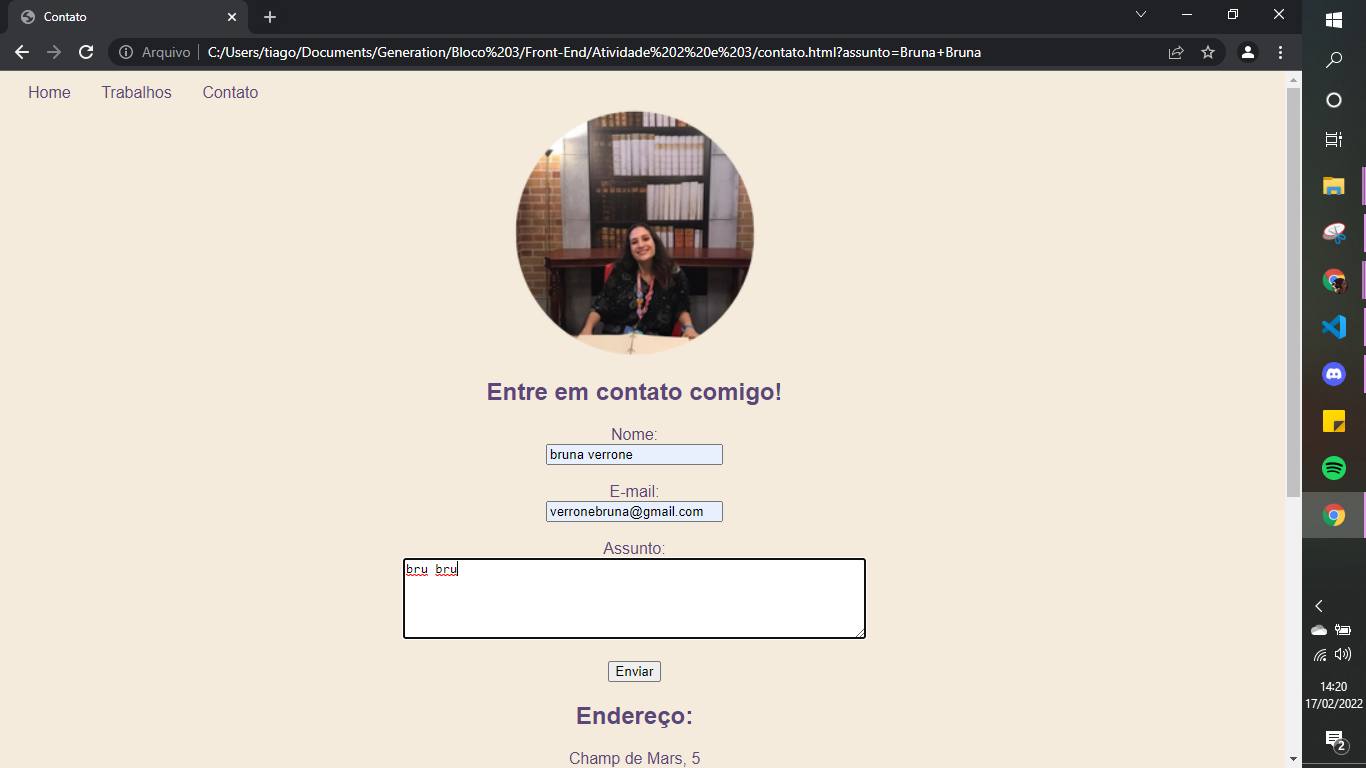 Contato
Arquivo C:/Users/tiago/Documents/Generation/Bloco%203/Front-End/Atividade%202%20e%203/contato.html?assunto=Bruna+Bruna
Home Trabalhos Contato
Entre em contato comigo!
Nome:
bruna verrone
E-mail:
verronebruna@gmail.com
Assunto:
bru bru
Enviar
Endereço:
Champ de Mars, 5
14:20
17/02/2022
2